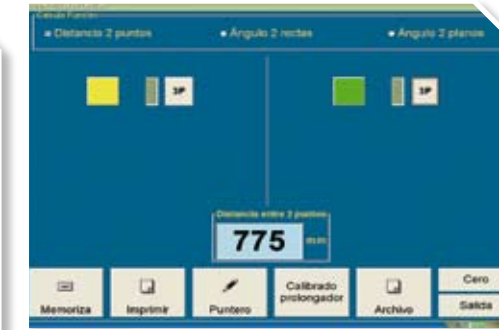 Calculo Funcion
Distancia 2 puntos
Angulo 2 rectas
Angulo 2 planos
3P
3P
Distancia entre 2 puntos
775 mm
Memoriza
Imprimir
Puntero
Calibrado
prolongador
Archivo
Cero
Salida